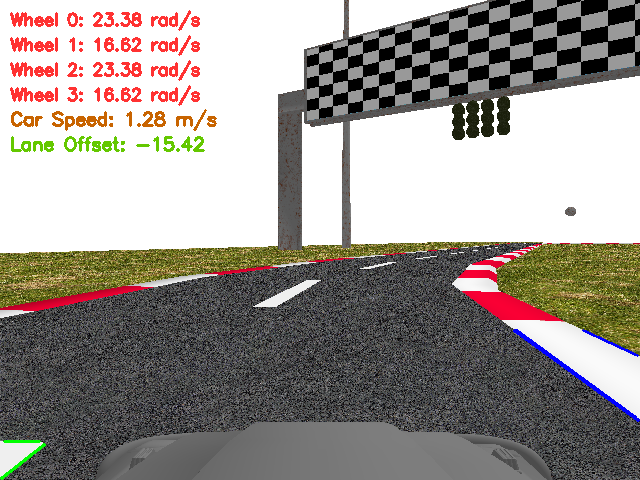 Wheel 0: 23.38 rad/s
Wheel 1: 16.62 rad/s
Wheel 2: 23.38 rad/s
Wheel 3: 16.62 rad/s
Car Speed: 1.28 m/s
Lane Offset: -15.42